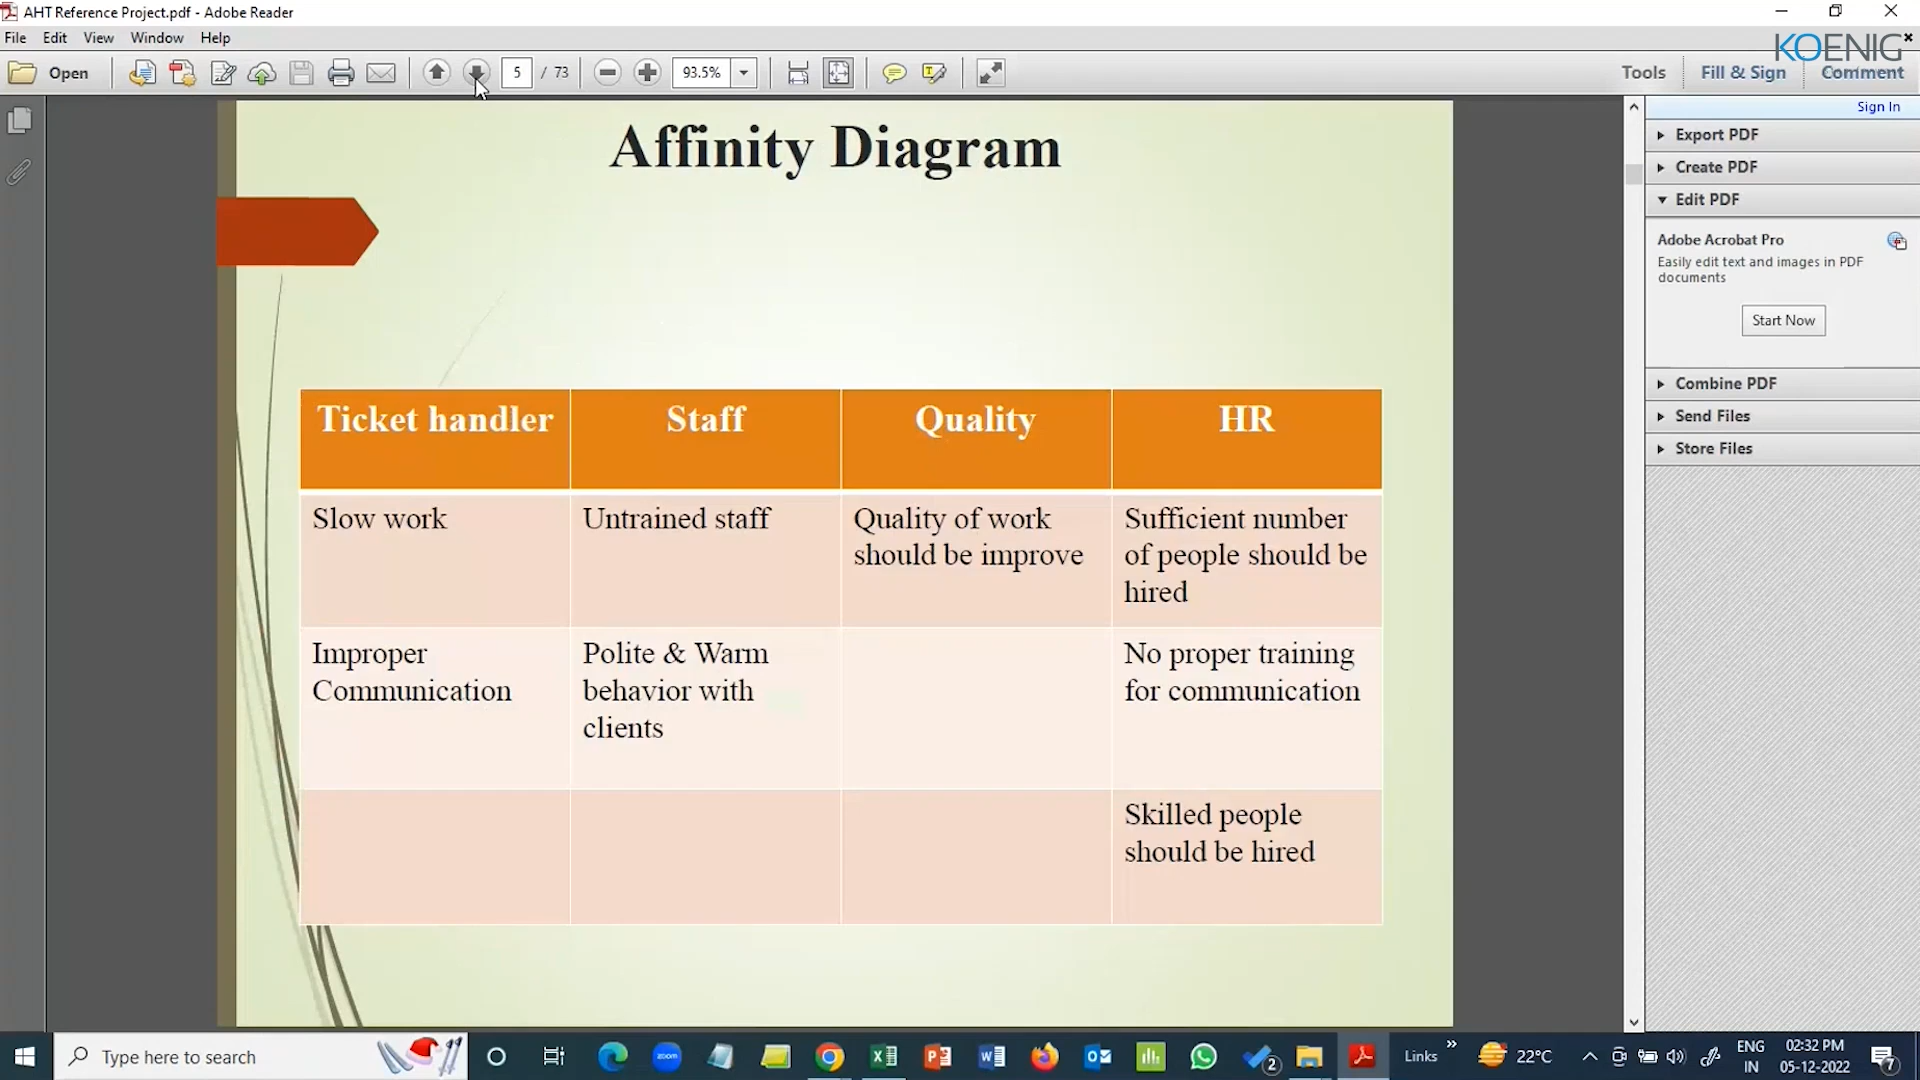 AHT Reference Project.pdf - Adobe Reader
File Edit View Window Help
KOENIG
Open 5 / 73 93.5% Tools Fill & Sign Comment
Sign In
Export PDF
Create PDF
Edit PDF
Adobe Acrobat Pro
Easily edit text and images in PDF
documents
Start Now
Combine PDF
Send Files
Store Files
Affinity Diagram
Ticket handler Staff Quality HR
Slow work Untrained staff Quality of work Sufficient number
should be improve of people should be
hired
Improper Polite & Warm No proper training
Communication behavior with for communication
clients
Skilled people
should be hired
Type here to search zoom 2 Links 22°C ENG 02:32 PM
IN 05-12-2022 7